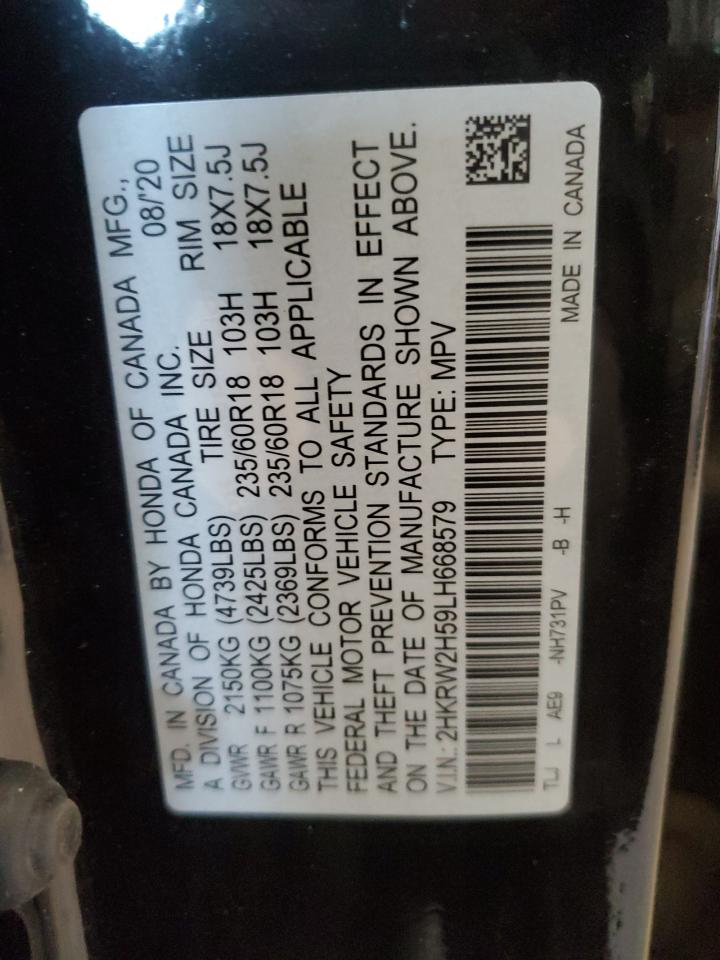 MFD. IN CANADA BY HONDA OF CANADA MFG.,
A DIVISION OF HONDA CANADA INC. 08/'20
TIRE SIZE RIM SIZE
GVWR 2150KG (4739LBS)
GAWR F 1100KG (2425LBS) 235/60R18 103H 18X7.5J
GAWR R 1075KG (2369LBS) 235/60R18 103H 18X7.5J
THIS VEHICLE CONFORMS TO ALL APPLICABLE
FEDERAL MOTOR VEHICLE SAFETY
AND THEFT PREVENTION STANDARDS IN EFFECT
ON THE DATE OF MANUFACTURE SHOWN ABOVE.
V.I.N.: 2HKRW2H59LH668579 TYPE: MPV
TLJ L AE9 -NH731PV -B -H MADE IN CANADA